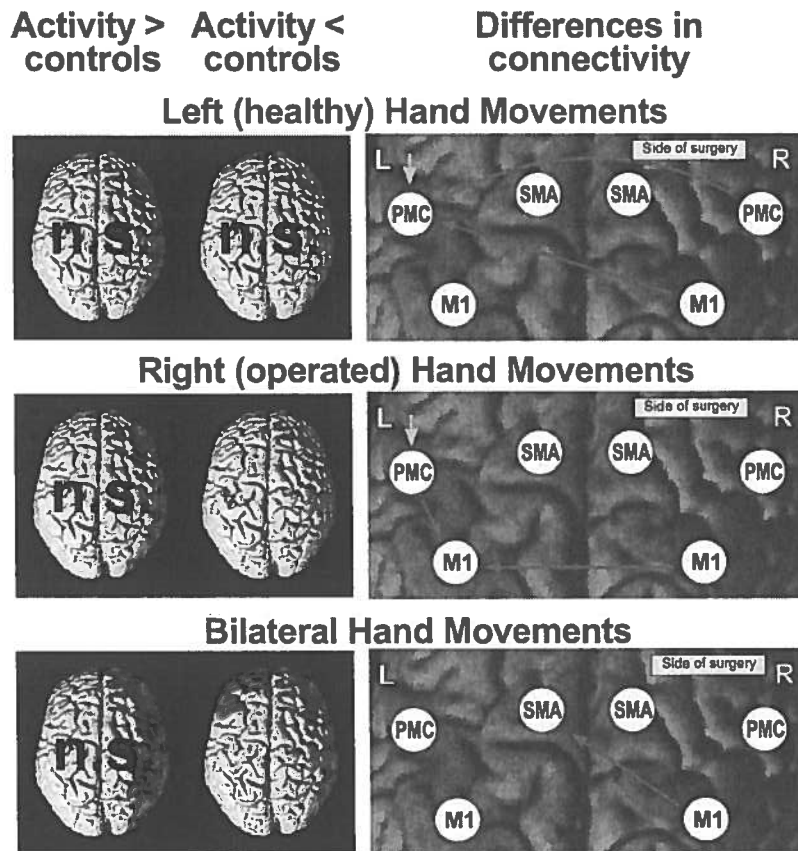 Activity > controls
Activity < controls
Differences in connectivity
Left (healthy) Hand Movements
n s
n s
L
Side of surgery
R
PMC
SMA
SMA
PMC
M1
M1
Right (operated) Hand Movements
n s
L
Side of surgery
R
PMC
SMA
SMA
PMC
M1
M1
Bilateral Hand Movements
n s
L
Side of surgery
R
PMC
SMA
SMA
PMC
M1
M1